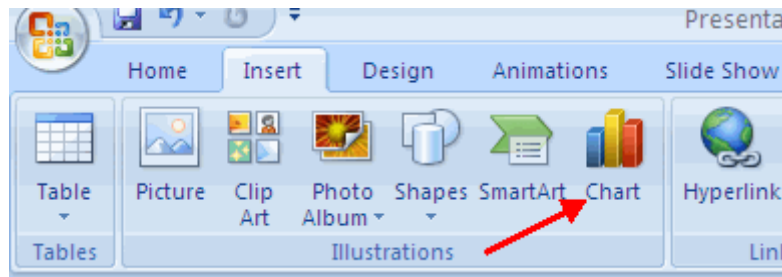 Presenta
Home Insert Design Animations Slide Show
Table Picture Clip Art Photo Album Shapes SmartArt Chart Hyperlink
Tables Illustrations Lin